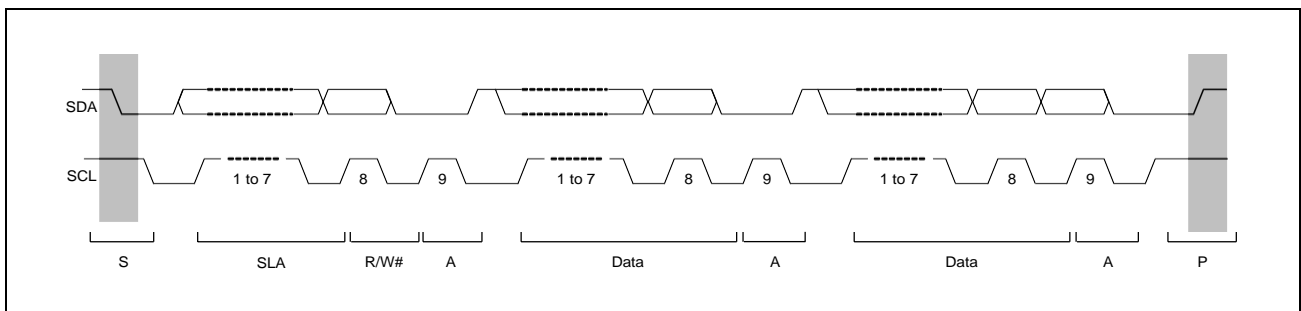 SDA
SCL 1 to 7 8 9 1 to 7 8 9 1 to 7 8 9
S SLA R/W# A Data A Data A P